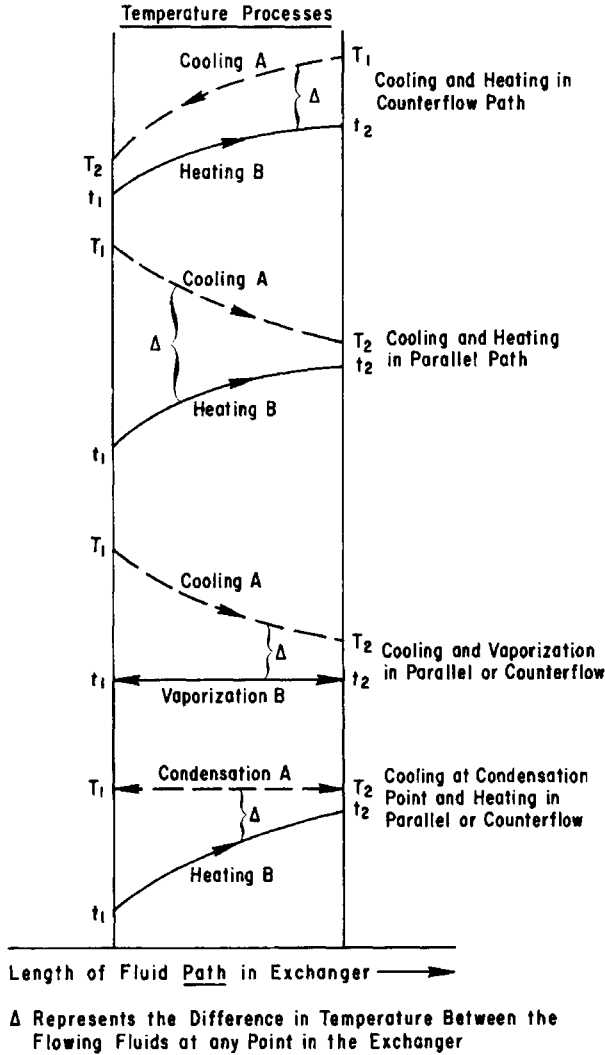 Temperature Processes
Cooling A
T1
Δ
Cooling and Heating in
Counterflow Path
t2
T2
t1
Heating B
T1
Cooling A
Δ
T2
Cooling and Heating
in Parallel Path
t2
Heating B
t1
T1
Cooling A
T2
Δ
Cooling and Vaporization
in Parallel or Counterflow
t1
t2
Vaporization B
Condensation A
T1
T2
Cooling at Condensation
Point and Heating in
Parallel or Counterflow
t2
Δ
Heating B
t1
Length of Fluid Path in Exchanger
Δ Represents the Difference in Temperature Between the
Flowing Fluids at any Point in the Exchanger